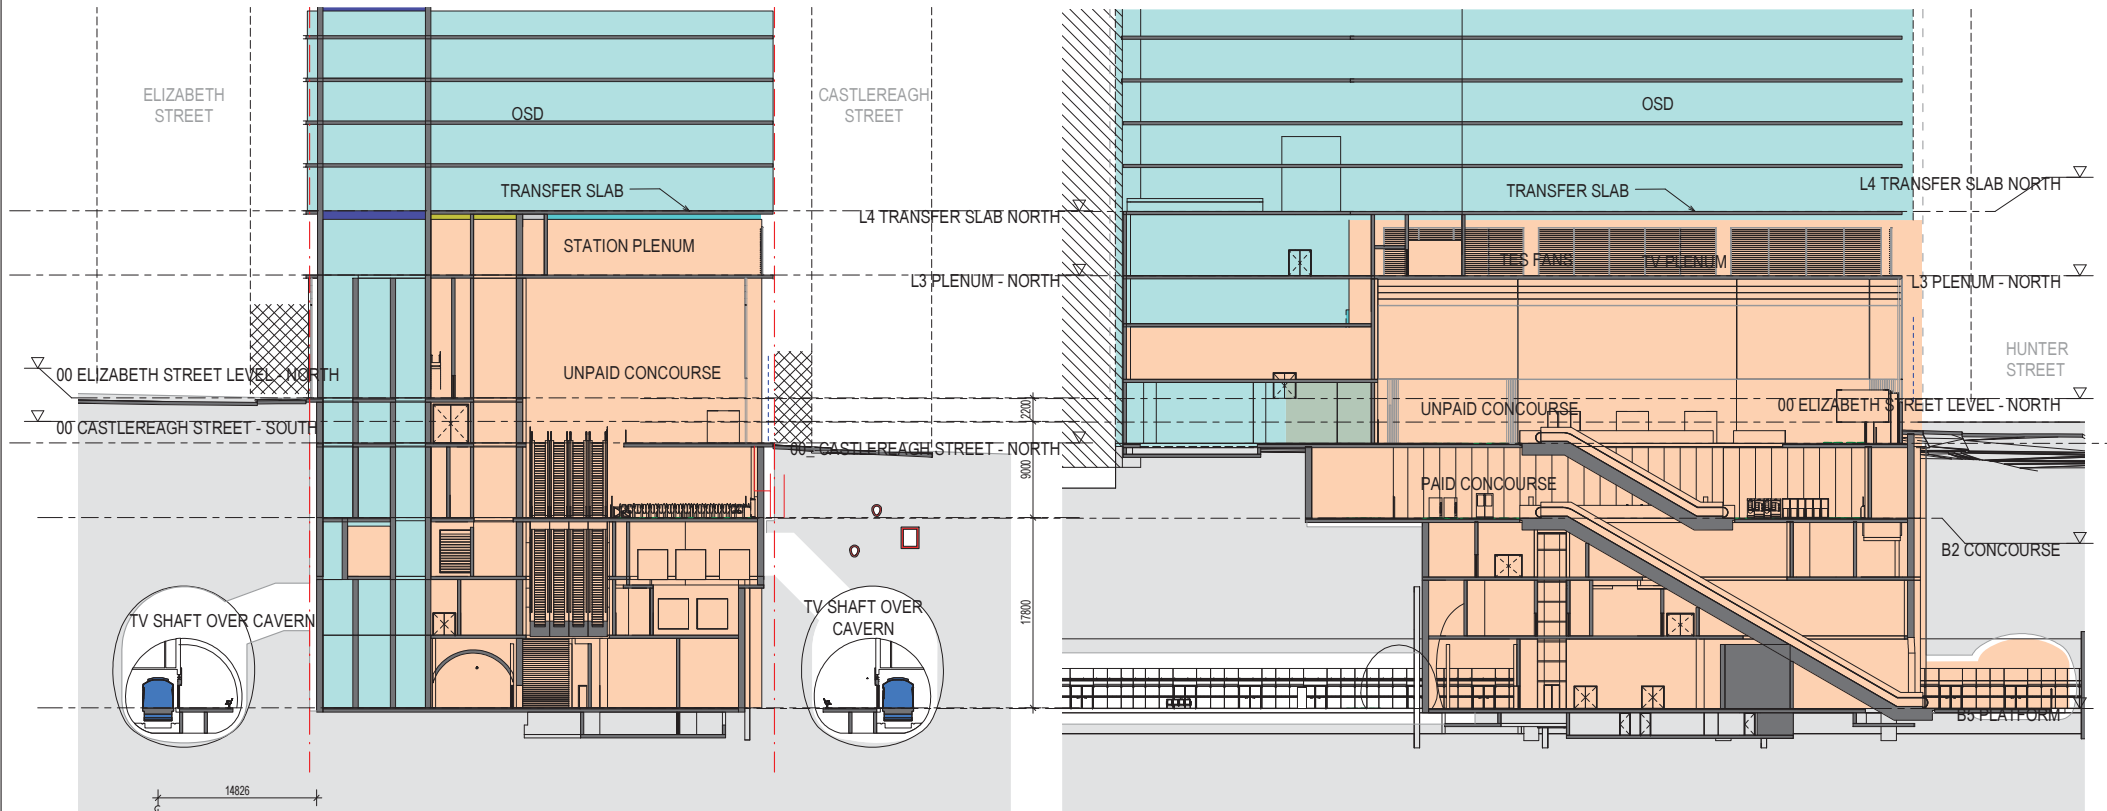 ELIZABETH
STREET
OSD
CASTLEREAGH
STREET
TRANSFER SLAB
L4 TRANSFER SLAB NORTH
STATION PLENUM
L3 PLENUM - NORTH
UNPAID CONCOURSE
00 ELIZABETH STREET LEVEL - NORTH
00 CASTLEREAGH STREET - SOUTH
00_ CASTLEREAGH STREET - NORTH
2200
9000
17800
TV SHAFT OVER CAVERN
TV SHAFT OVER
CAVERN
14826
OSD
TRANSFER SLAB
L4 TRANSFER SLAB NORTH
TES FANS
TV PLENUM
L3 PLENUM - NORTH
HUNTER
STREET
UNPAID CONCOURSE
00 ELIZABETH STREET LEVEL - NORTH
PAID CONCOURSE
B2 CONCOURSE
B5 PLATFORM